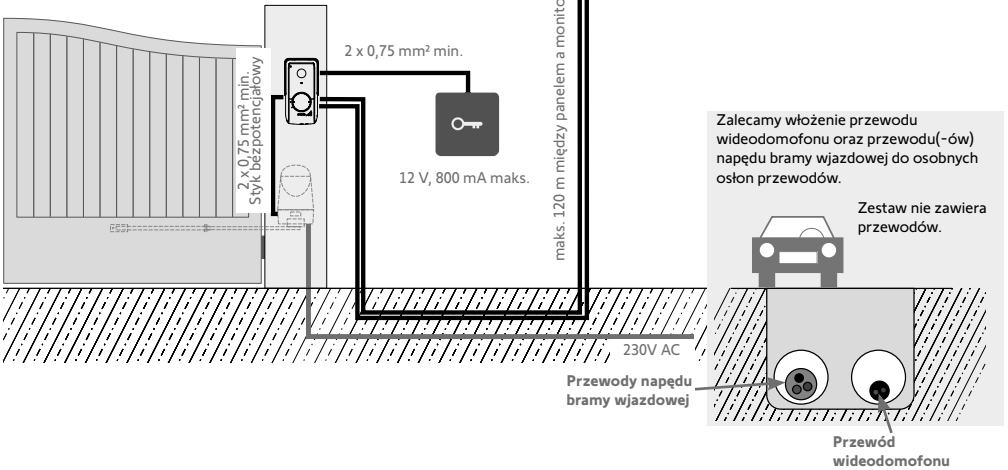 2 x 0,75 mm² min.
2 x 0,75 mm² min.
Styk bezpotencjałowy
12 V, 800 mA maks.
maks. 120 m między panelem a
230V AC
Zalecamy włożenie przewodu
wideodomofonu oraz przewodu(-ów)
napędu bramy wjazdowej do osobnych
osłon przewodów.
Zestaw nie zawiera
przewodów.
Przewody napędu
bramy wjazdowej
Przewód
wideodomofonu